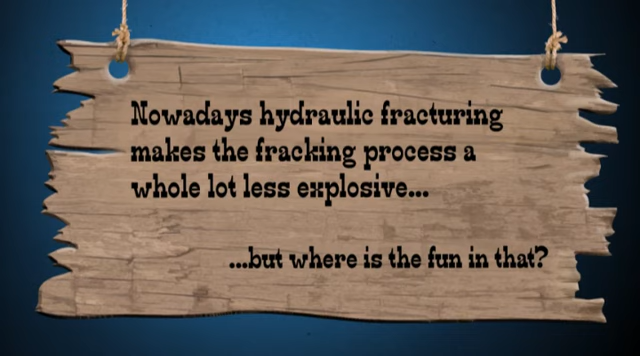 Nowadays hydraulic fracturing
makes the fracking process a
whole lot less explosive...
...but where is the fun in that?